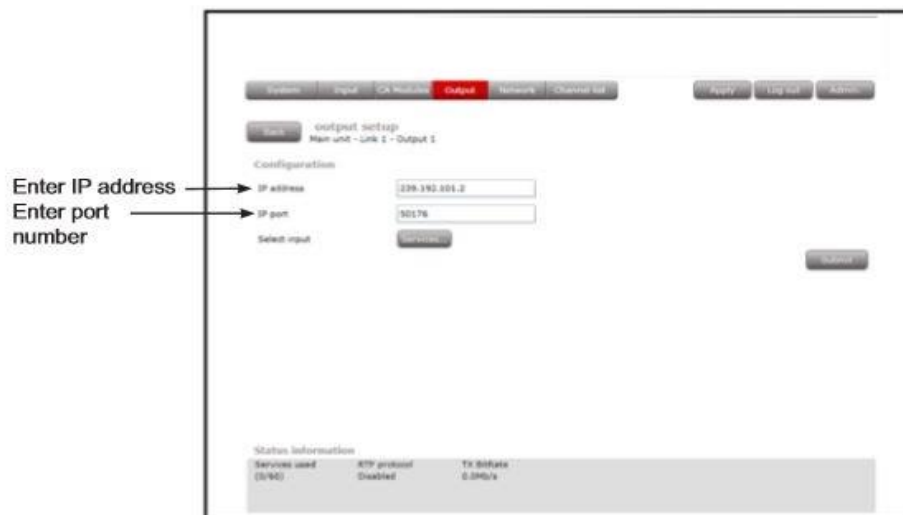 System Input CA Modules Output Network Channel list Apply Log out Admin
Back output setup
Main unit - Link 1 - Output 1
Configuration
Enter IP address IP address 239.192.101.2
Enter port IP port 50176
number
Select input Services...
Submit
Status information
Services used RTP protocol TX BitRate
(0/60) Disabled 0.0Mb/s